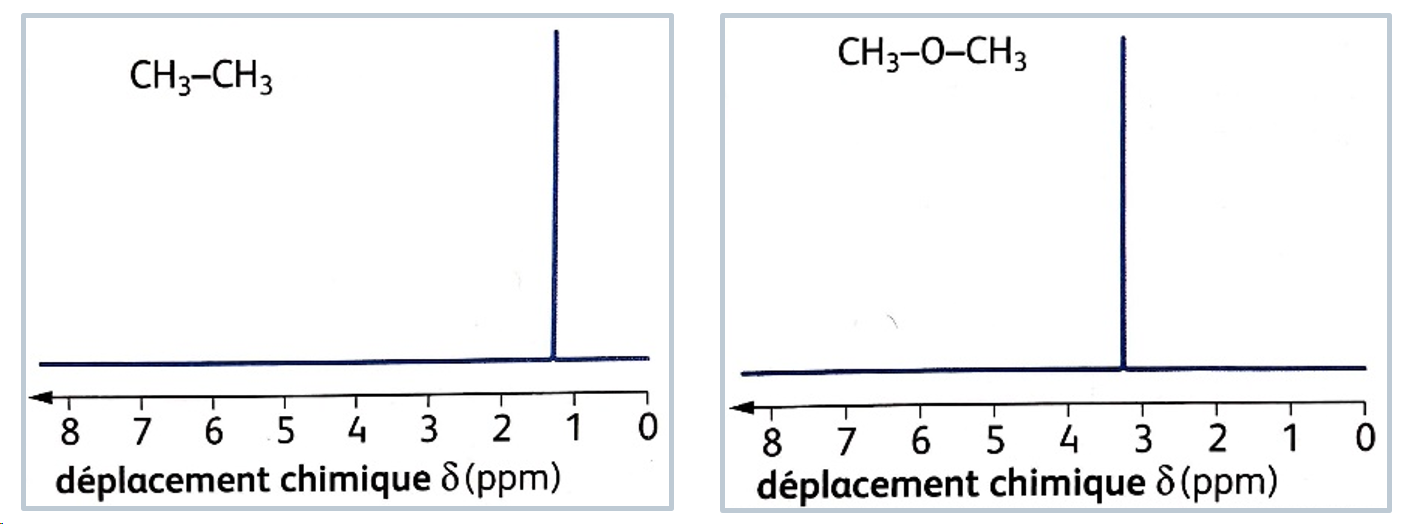 CH₃–CH₃
8 7 6 5 4 3 2 1 0
déplacement chimique δ (ppm)
CH₃–O–CH₃
8 7 6 5 4 3 2 1 0
déplacement chimique δ (ppm)